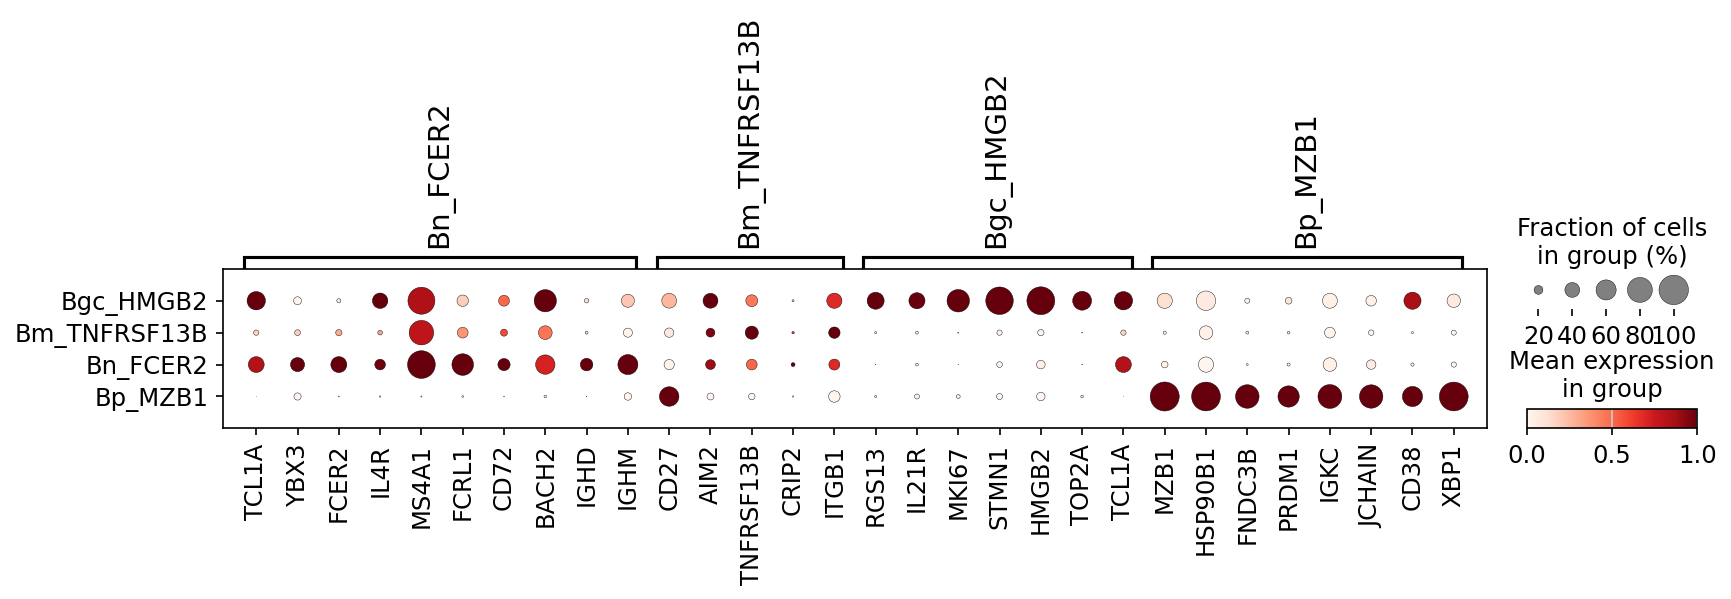 Bn_FCER2
Bm_TNFRSF13B
Bgc_HMGB2
Bp_MZB1
Bgc_HMGB2
Bm_TNFRSF13B
Bn_FCER2
Bp_MZB1
TCL1A
YBX3
FCER2
IL4R
MS4A1
FCRL1
CD72
BACH2
IGHD
IGHM
CD27
AIM2
TNFRSF13B
CRIP2
ITGB1
RGS13
IL21R
MKI67
STMN1
HMGB2
TOP2A
TCL1A
MZB1
HSP90B1
FNDC3B
PRDM1
IGKC
JCHAIN
CD38
XBP1
Fraction of cells
in group (%)
20 40 60 80 100
Mean expression
in group
0.0 0.5 1.0